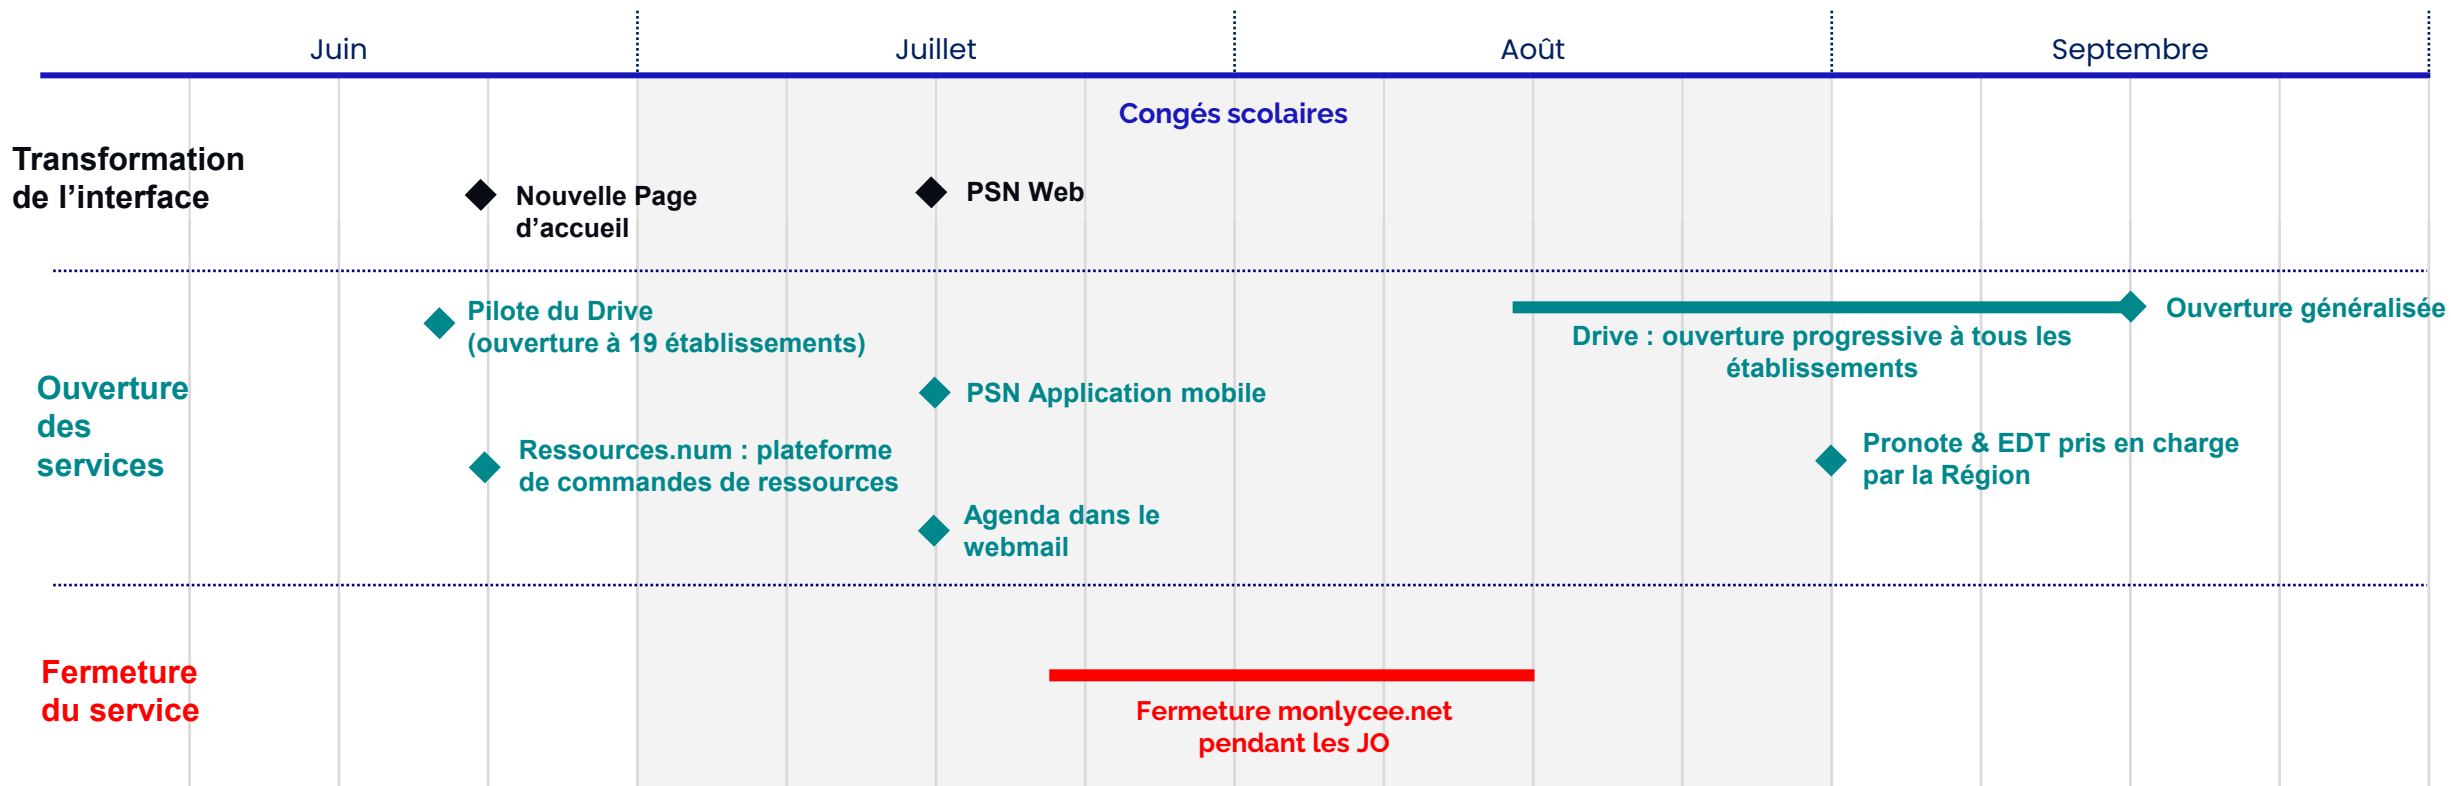 Juin
Juillet
Août
Septembre
Congés scolaires
Transformation
de l’interface
Nouvelle Page
d’accueil
PSN Web
Ouverture
des
services
Pilote du Drive
(ouverture à 19 établissements)
Drive : ouverture progressive à tous les
établissements
Ouverture généralisée
PSN Application mobile
Ressources.num : plateforme
de commandes de ressources
Pronote & EDT pris en charge
par la Région
Agenda dans le
webmail
Fermeture
du service
Fermeture monlycee.net
pendant les JO